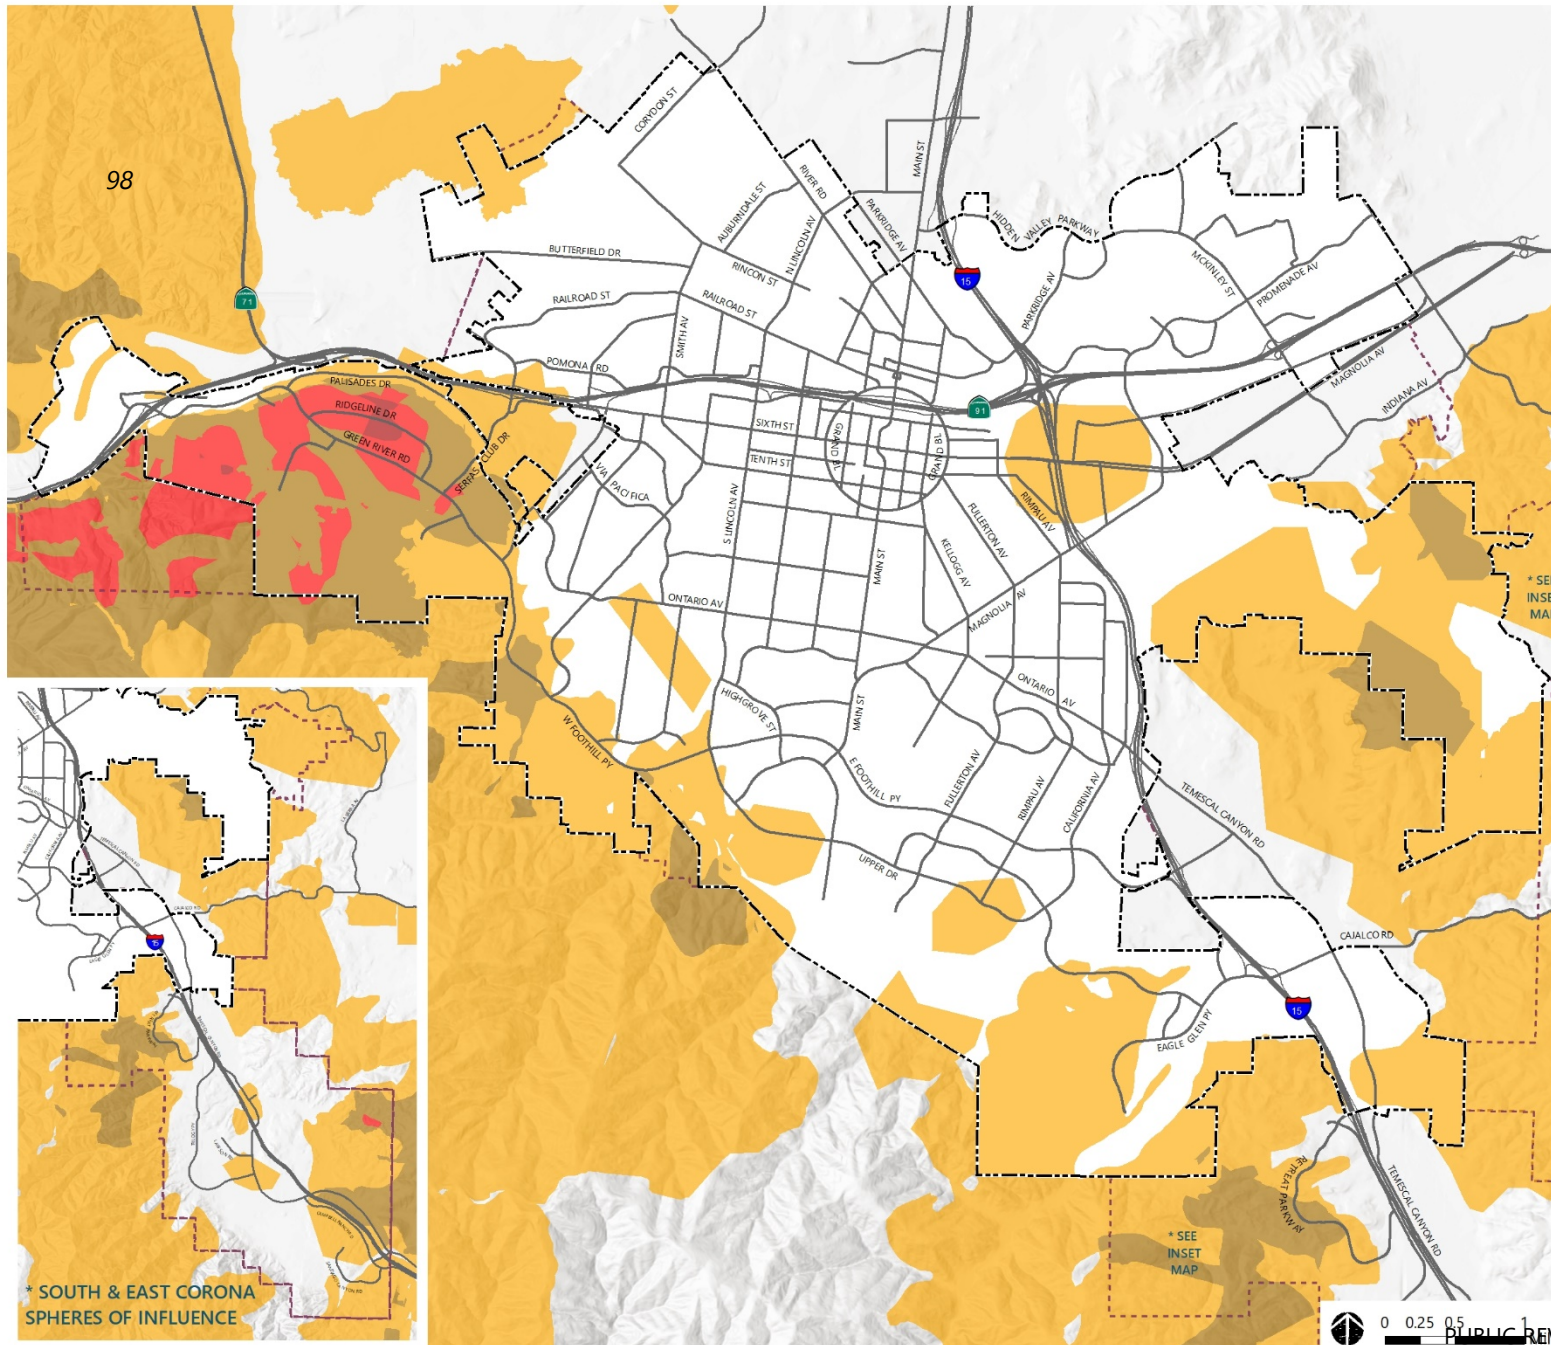 98
CORYDON ST
MAIN ST
RIVER RD
AUBURNDALE ST
PARKRIDGE AV
HIDDEN VALLEY PARKWAY
N LINCOLN AV
BUTTERFIELD DR
RINCON ST
MCKINLEY ST
PROMENADE AV
15
PARKRIDGE AV
71
RAILROAD ST
RAILROAD ST
SMITH AV
POMONA RD
MAGNOLIA AV
INDIANA AV
PALISADES DR
RIDGELINE DR
GREEN RIVER RD
91
SIXTH ST
GRAND BL
GRAND BL
TENTH ST
SERFAS CLUB DR
VIA PACIFICA
S LINCOLN AV
RIMPAU AV
FULLERTON AV
KELLOGG AV
MAIN ST
ONTARIO AV
MAGNOLIA AV
* SEE
INSET
MAP
ONTARIO AV
HIGHGROVE ST
MAIN ST
W FOOTHILL PY
E FOOTHILL PY
FULLERTON AV
RIMPAU AV
CALIFORNIA AV
TEMESCAL CANYON RD
UPPER DR
CAJALCO RD
CAJALCO RD
15
15
EAGLE GLEN PY
RETREAT PARKWAY
TEMESCAL CANYON RD
* SEE
INSET
MAP
* SOUTH & EAST CORONA
SPHERES OF INFLUENCE
0 0.25 0.5 1